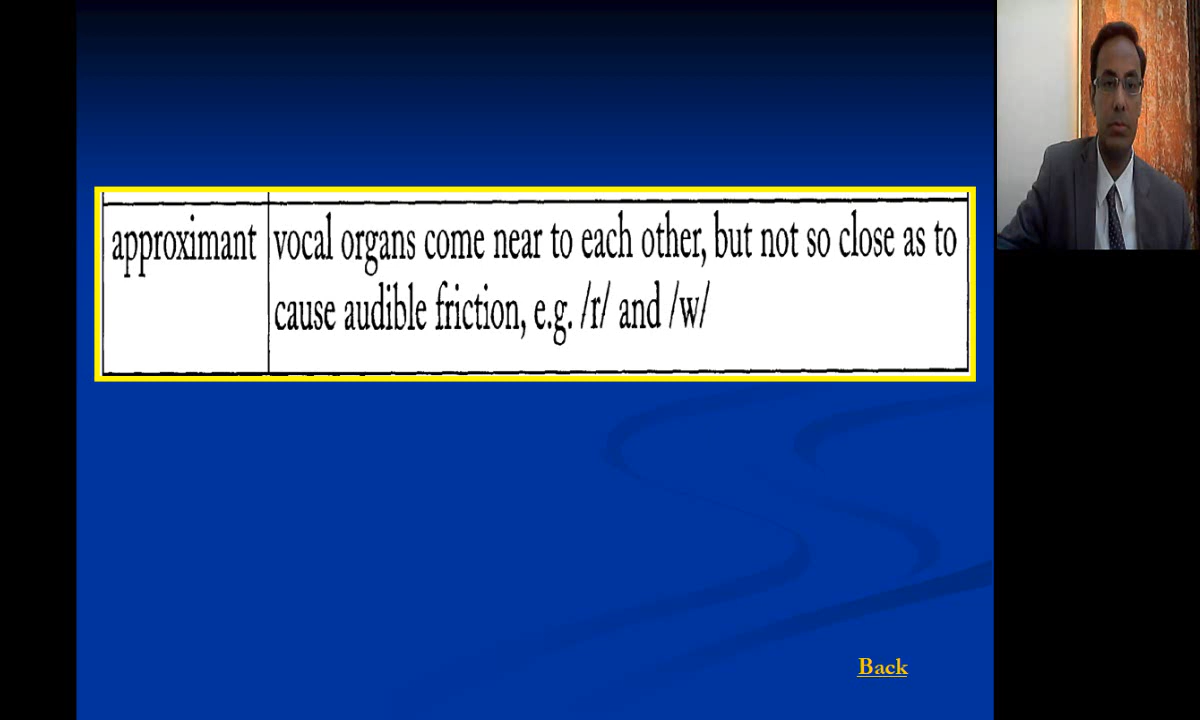 approximant
vocal organs come near to each other, but not so close as to
cause audible friction, e.g. /r/ and /w/
Back